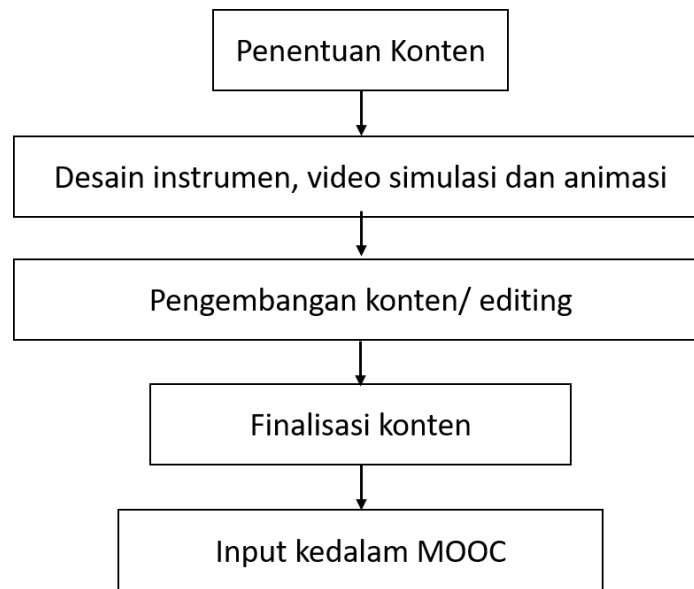 Penentuan Konten
Desain instrumen, video simulasi dan animasi
Pengembangan konten/ editing
Finalisasi konten
Input kedalam MOOC